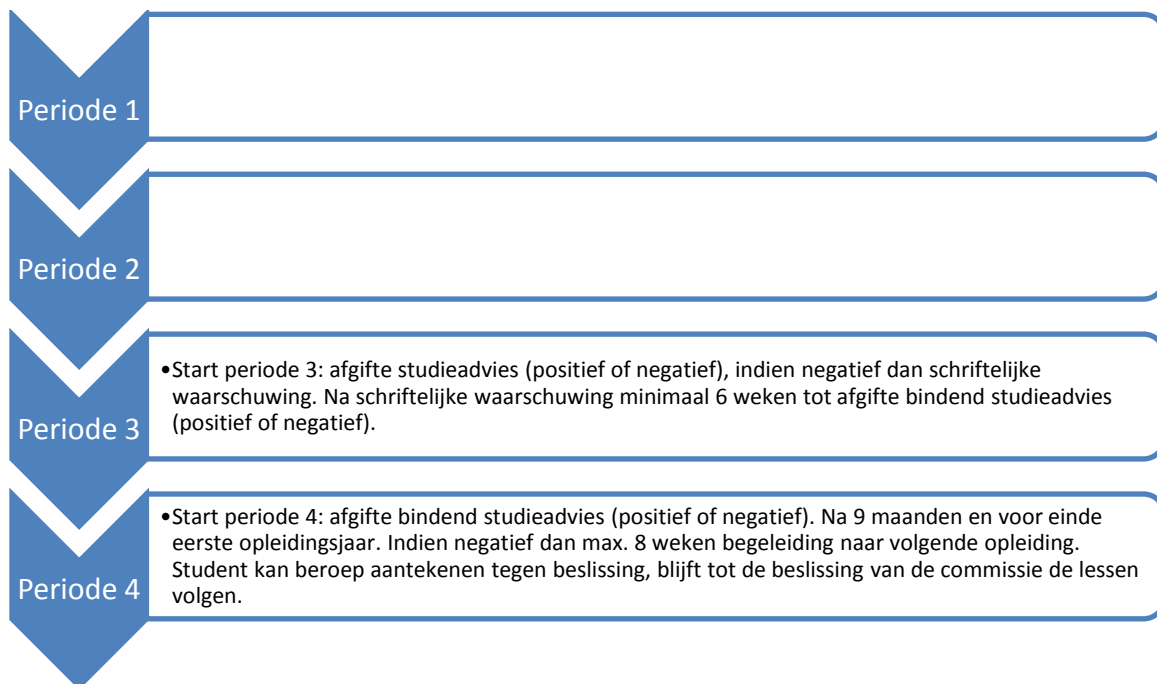 Periode 1
Periode 2
Periode 3
•Start periode 3: afgifte studieadvies (positief of negatief), indien negatief dan schriftelijke
waarschuwing. Na schriftelijke waarschuwing minimaal 6 weken tot afgifte bindend studieadvies
(positief of negatief).
Periode 4
•Start periode 4: afgifte bindend studieadvies (positief of negatief). Na 9 maanden en voor einde
eerste opleidingsjaar. Indien negatief dan max. 8 weken begeleiding naar volgende opleiding.
Student kan beroep aantekenen tegen beslissing, blijft tot de beslissing van de commissie de lessen
volgen.